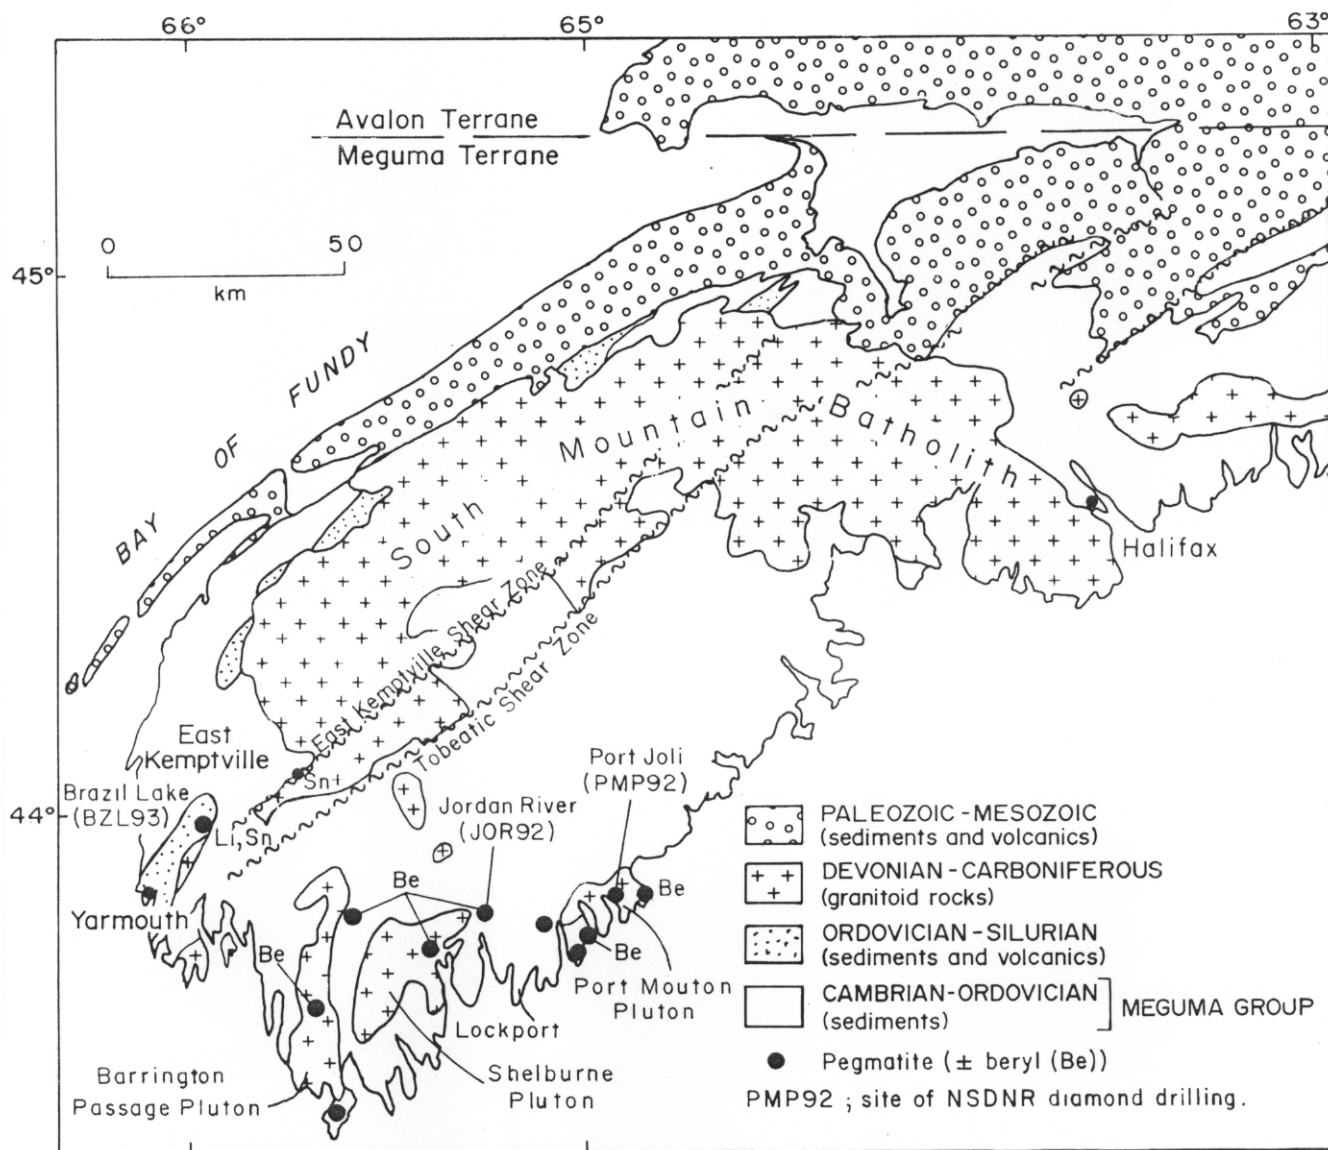 66°
65°
63°
Avalon Terrane
Meguma Terrane
0 50
km
45°
BAY OF FUNDY
South Mountain Batholith
Halifax
East Kemptville Shear Zone
Tobeatic Shear Zone
East
Kemptville
Sn
Port Joli
(PMP92)
Brazil Lake
(BZL93)
Li, Sn
44°
Jordan River
(JOR92)
Be
Be
Yarmouth
Be
Be
Port Mouton
Pluton
Lockport
Shelburne
Pluton
Barrington
Passage Pluton
PALEOZOIC-MESOZOIC
(sediments and volcanics)
DEVONIAN-CARBONIFEROUS
(granitoid rocks)
ORDOVICIAN-SILURIAN
(sediments and volcanics)
CAMBRIAN-ORDOVICIAN
(sediments)
MEGUMA GROUP
Pegmatite (± beryl (Be))
PMP92 ; site of NSDNR diamond drilling.